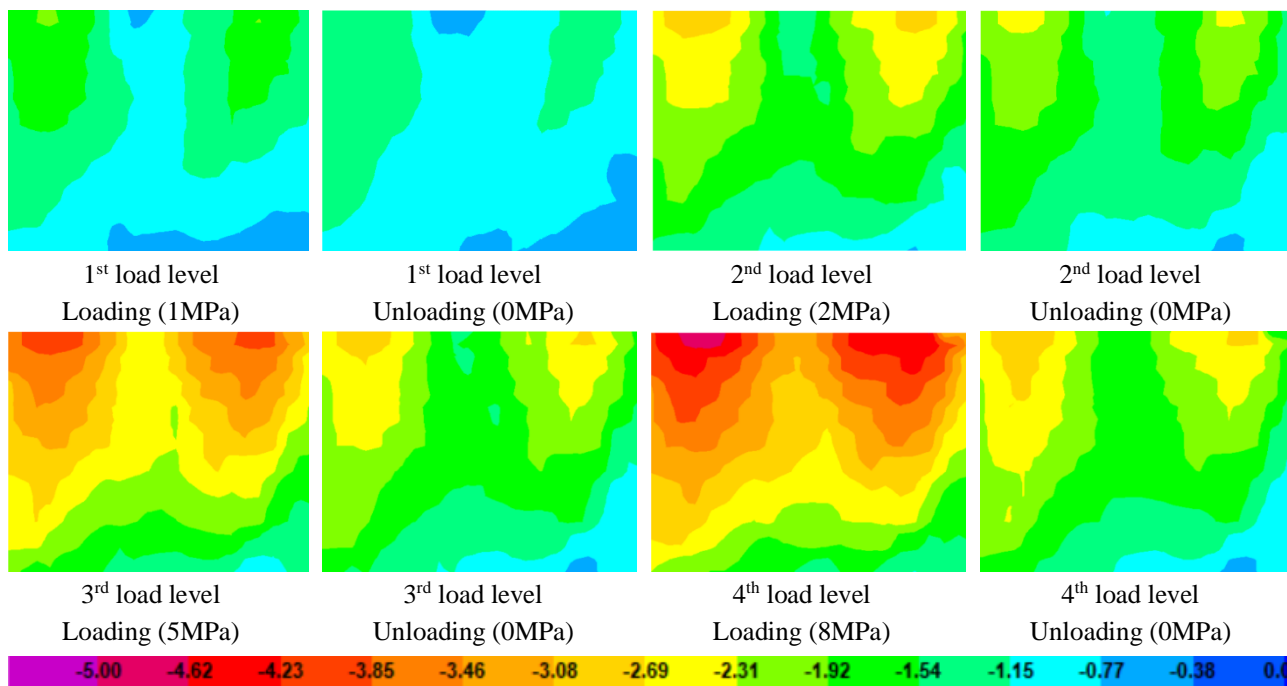 1st load level
Loading (1MPa)
1st load level
Unloading (0MPa)
2nd load level
Loading (2MPa)
2nd load level
Unloading (0MPa)
3rd load level
Loading (5MPa)
3rd load level
Unloading (0MPa)
4th load level
Loading (8MPa)
4th load level
Unloading (0MPa)
-5.00 -4.62 -4.23 -3.85 -3.46 -3.08 -2.69 -2.31 -1.92 -1.54 -1.15 -0.77 -0.38